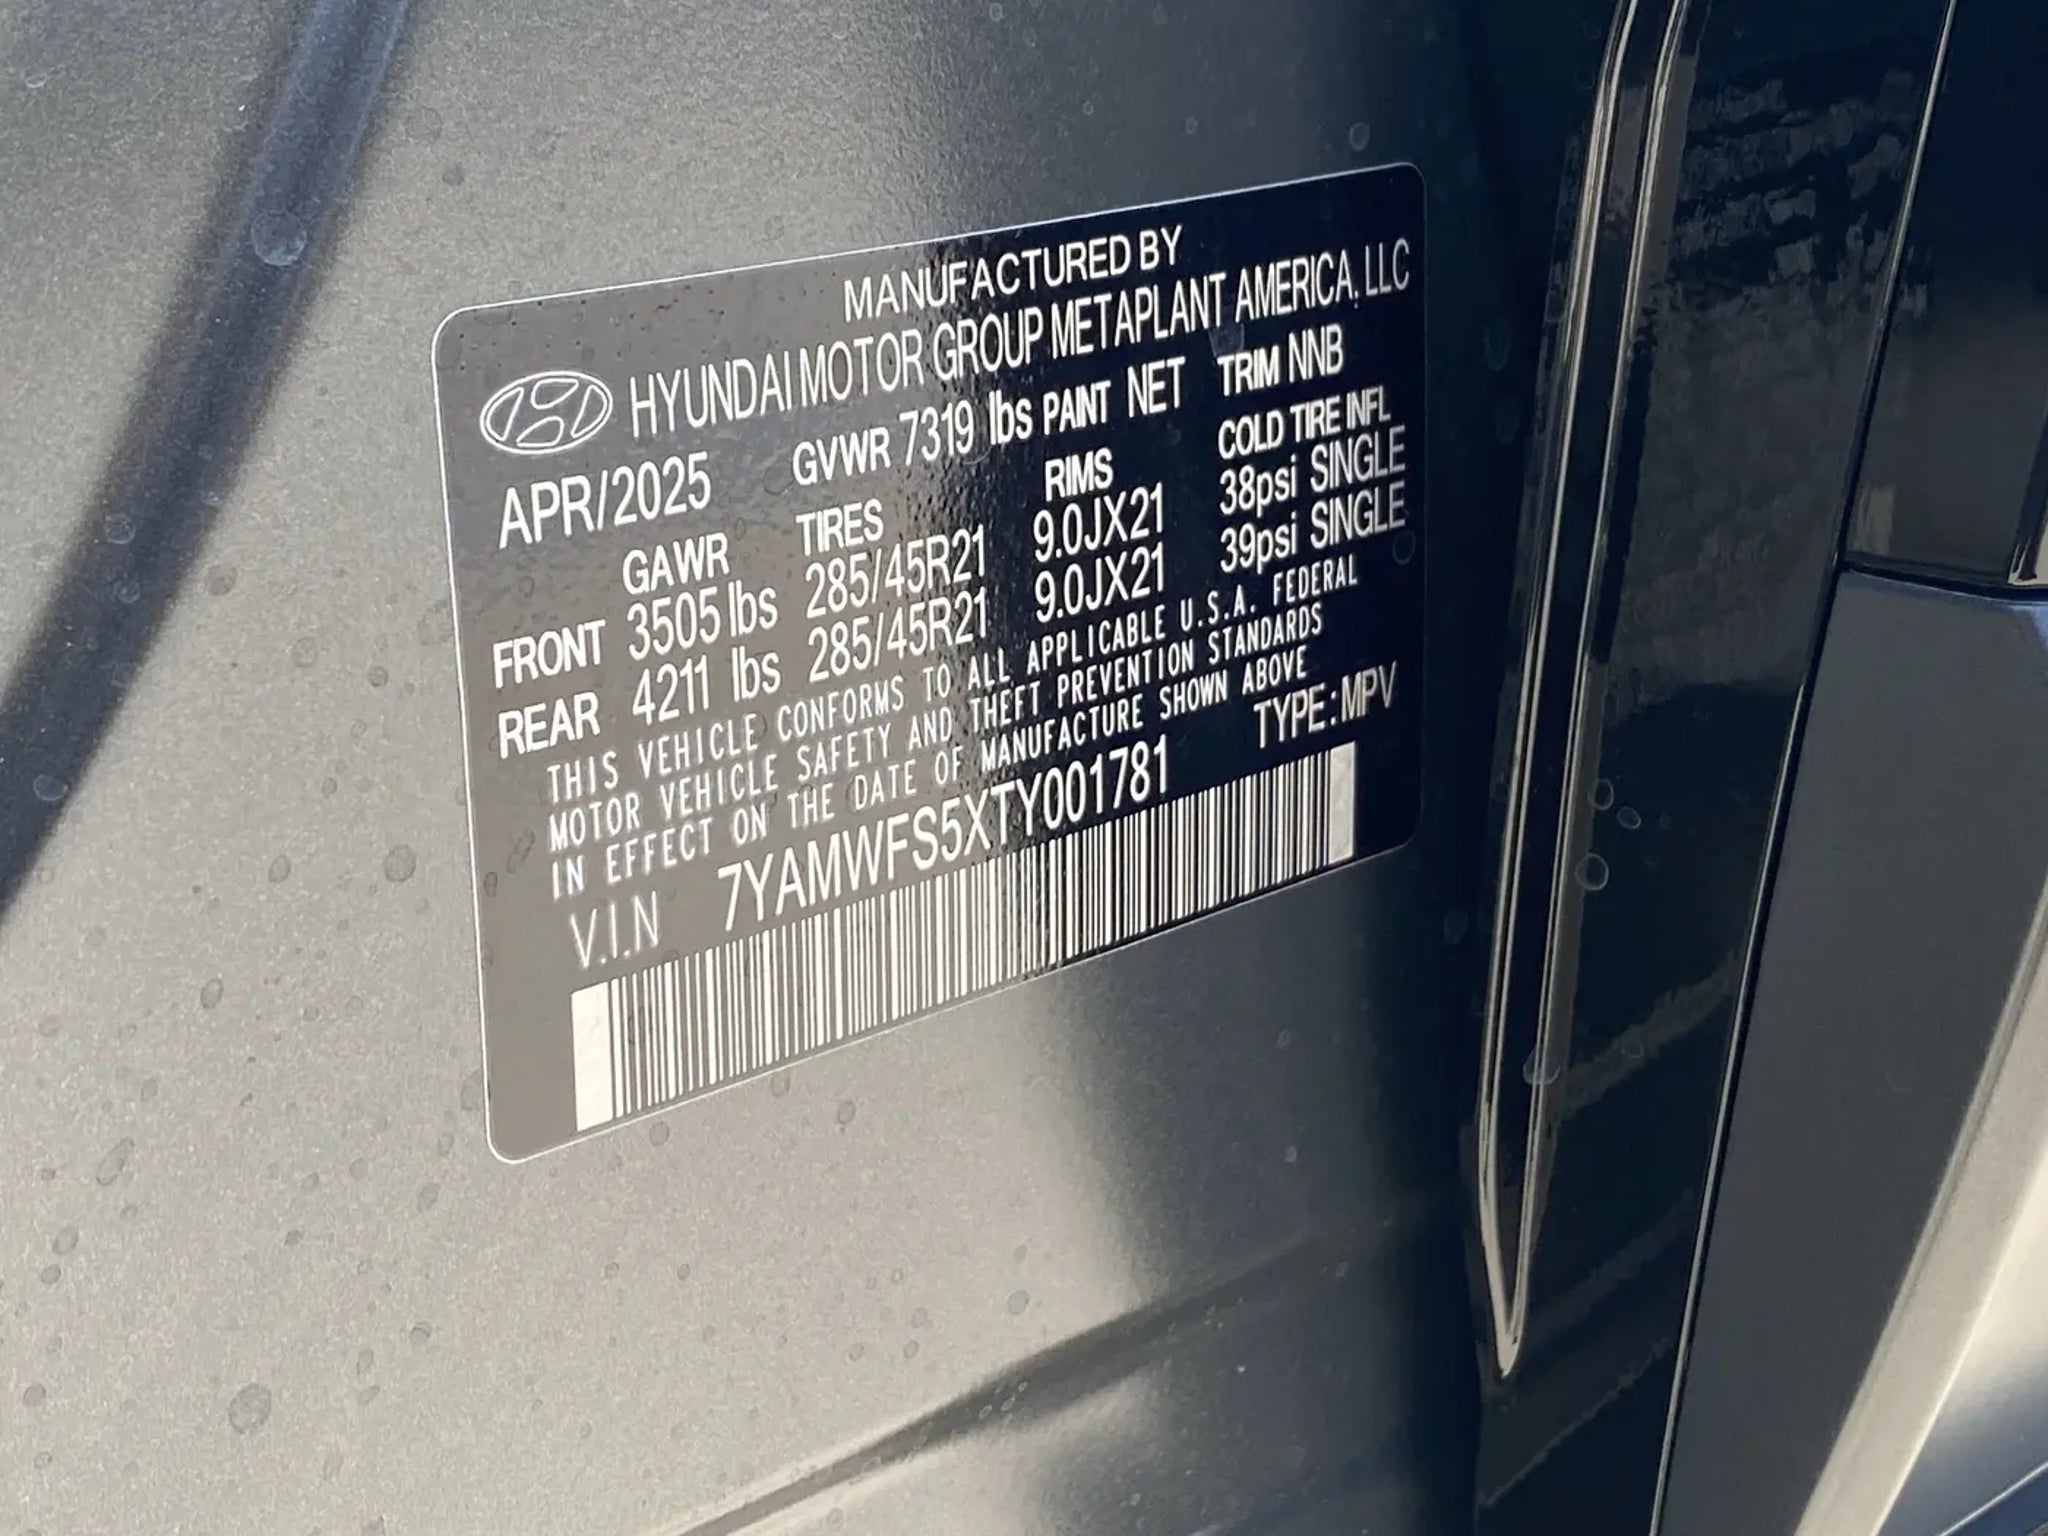 MANUFACTURED BY
HYUNDAI MOTOR GROUP METAPLANT AMERICA, LLC
APR/2025 GVWR 7319 lbs PAINT NET TRIM NNB
GAWR TIRES RIMS COLD TIRE INFL
FRONT 3505 lbs 285/45R21 9.0JX21 38psi SINGLE
REAR 4211 lbs 285/45R21 9.0JX21 39psi SINGLE
THIS VEHICLE CONFORMS TO ALL APPLICABLE U.S.A. FEDERAL
MOTOR VEHICLE SAFETY AND THEFT PREVENTION STANDARDS
IN EFFECT ON THE DATE OF MANUFACTURE SHOWN ABOVE
V.I.N 7YAMWFS5XTY001781 TYPE:MPV